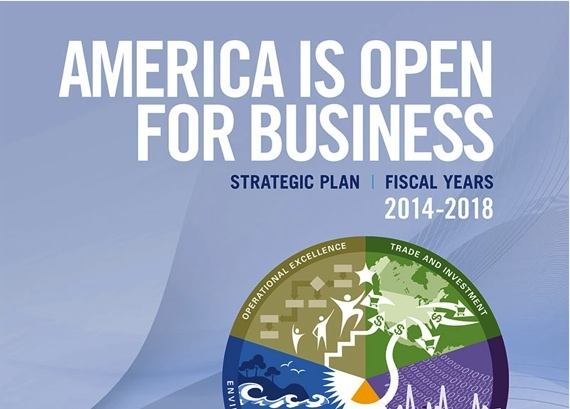 AMERICA IS OPEN
FOR BUSINESS
STRATEGIC PLAN | FISCAL YEARS
2014-2018
OPERATIONAL EXCELLENCE
TRADE AND INVESTMENT
$
$
$